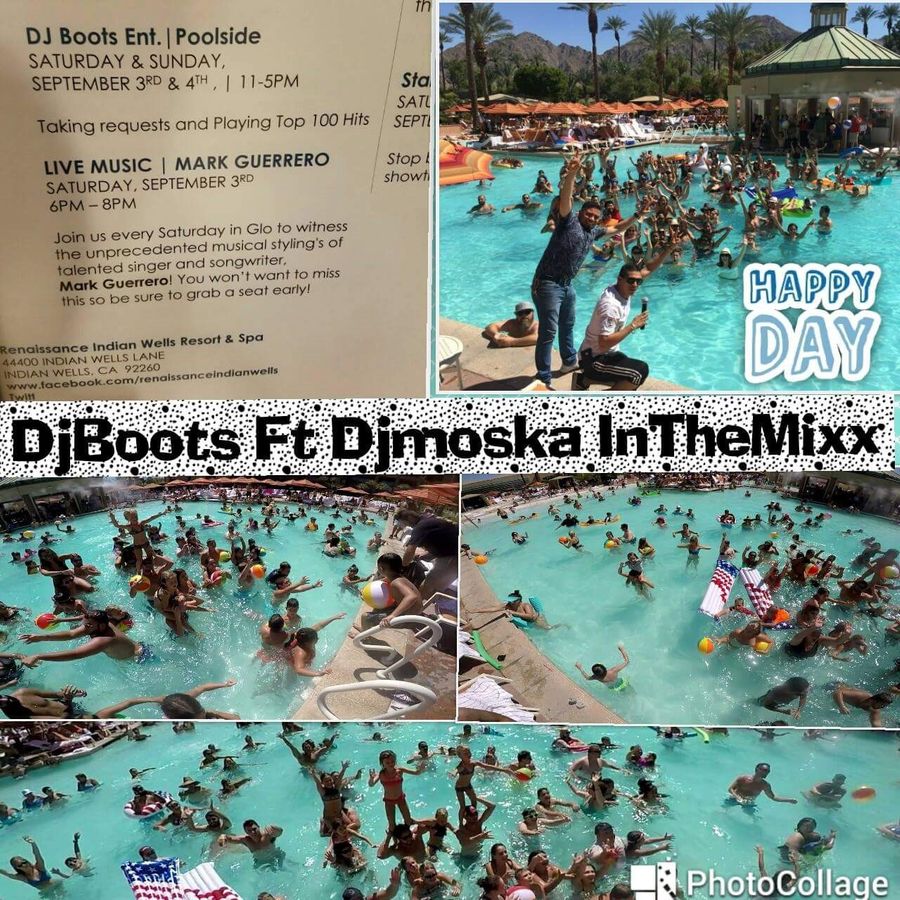 DJ Boots Ent. | Poolside
SATURDAY & SUNDAY,
SEPTEMBER 3RD & 4TH , | 11-5PM
Taking requests and Playing Top 100 Hits
LIVE MUSIC | MARK GUERRERO
SATURDAY, SEPTEMBER 3RD
6PM – 8PM
Join us every Saturday in Glo to witness
the unprecedented musical styling's of
talented singer and songwriter,
Mark Guerrero! You won't want to miss
this so be sure to grab a seat early!
Renaissance Indian Wells Resort & Spa
44400 INDIAN WELLS LANE
INDIAN WELLS, CA 92260
www.facebook.com/renaissanceindianwells
Stop
HAPPY
DAY
DjBoots Ft Djmoska InTheMixx
PhotoCollage